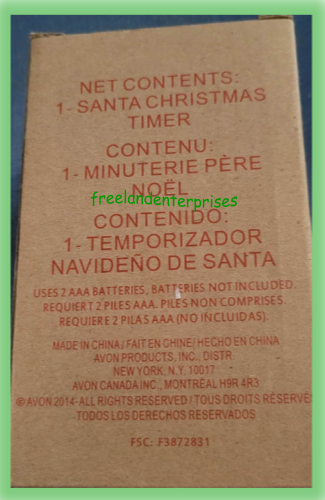 NET CONTENTS:
1- SANTA CHRISTMAS
TIMER
CONTENU:
1- MINUTERIE PÈRE
NOËL
freelandenterprises
CONTENIDO:
1- TEMPORIZADOR
NAVIDEÑO DE SANTA
USES 2 AAA BATTERIES, BATTERIES NOT INCLUDED.
REQUIERT 2 PILES AAA. PILES NON COMPRISES.
REQUIERE 2 PILAS AAA (NO INCLUIDAS).
MADE IN CHINA / FAIT EN CHINE / HECHO EN CHINA
AVON PRODUCTS, INC., DISTR.
NEW YORK, N.Y. 10017
AVON CANADA INC., MONTRÉAL H9R 4R3
© AVON 2014- ALL RIGHTS RESERVED / TOUS DROITS RÉSERVÉS
TODOS LOS DERECHOS RESERVADOS
FSC: F3872831